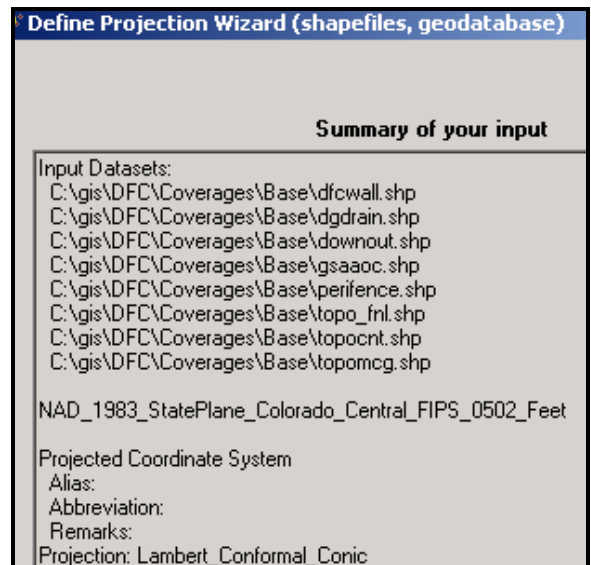 Define Projection Wizard (shapefiles, geodatabase)
Summary of your input
Input Datasets:
C:\gis\DFC\Coverages\Base\dfcwall.shp
C:\gis\DFC\Coverages\Base\dgdrain.shp
C:\gis\DFC\Coverages\Base\downout.shp
C:\gis\DFC\Coverages\Base\gsaaoc.shp
C:\gis\DFC\Coverages\Base\perifence.shp
C:\gis\DFC\Coverages\Base\topo_fnl.shp
C:\gis\DFC\Coverages\Base\topocnt.shp
C:\gis\DFC\Coverages\Base\topomcg.shp
NAD_1983_StatePlane_Colorado_Central_FIPS_0502_Feet
Projected Coordinate System
Alias:
Abbreviation:
Remarks:
Projection: Lambert_Conformal_Conic